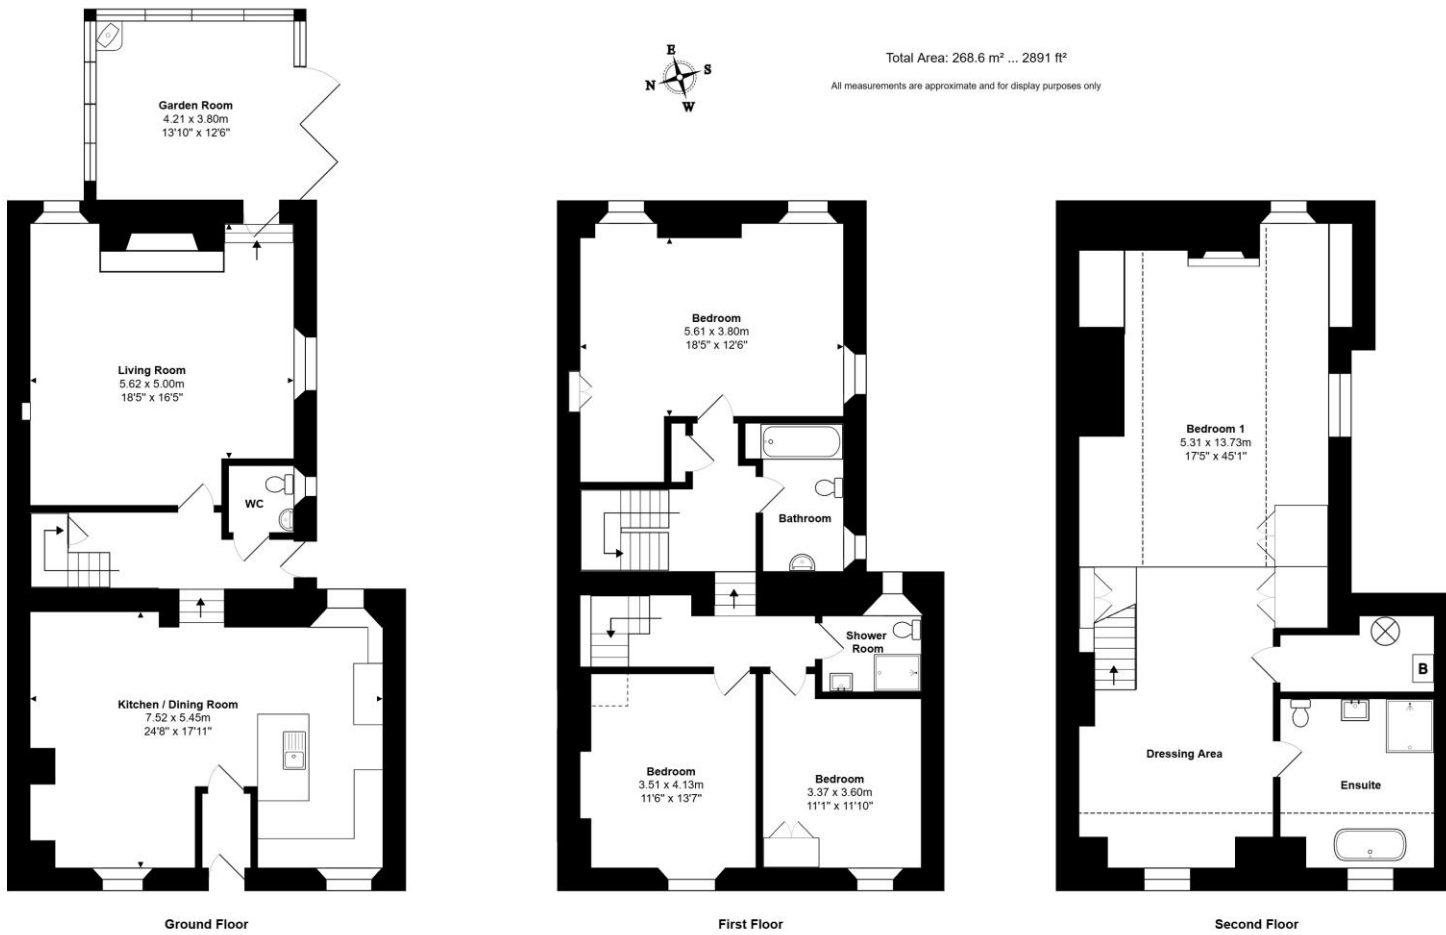 E
S
N
W
Total Area: 268.6 m² ... 2891 ft²
All measurements are approximate and for display purposes only
Garden Room
4.21 x 3.80m
13'10" x 12'6"
Living Room
5.62 x 5.00m
18'5" x 16'5"
WC
Kitchen / Dining Room
7.52 x 5.45m
24'8" x 17'11"
Ground Floor
Bedroom
5.61 x 3.80m
18'5" x 12'6"
Bathroom
Shower
Room
Bedroom
3.51 x 4.13m
11'6" x 13'7"
Bedroom
3.37 x 3.60m
11'1" x 11'10"
First Floor
Bedroom 1
5.31 x 13.73m
17'5" x 45'1"
B
Dressing Area
Ensuite
Second Floor